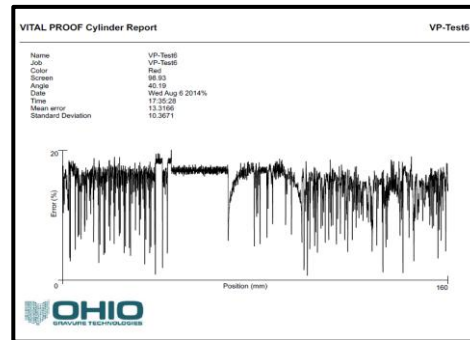 VITAL PROOF Cylinder Report VP-Test6
Name VP-Test6
Job VP-Test6
Color Red
Screen 98.93
Angle 40.19
Date Wed Aug 6 2014%
Time 17:35:28
Mean error 13.3166
Standard Deviation 10.3671
20
Error (%)
0 Position (mm) 160
OHIO
GRAVURE TECHNOLOGIES